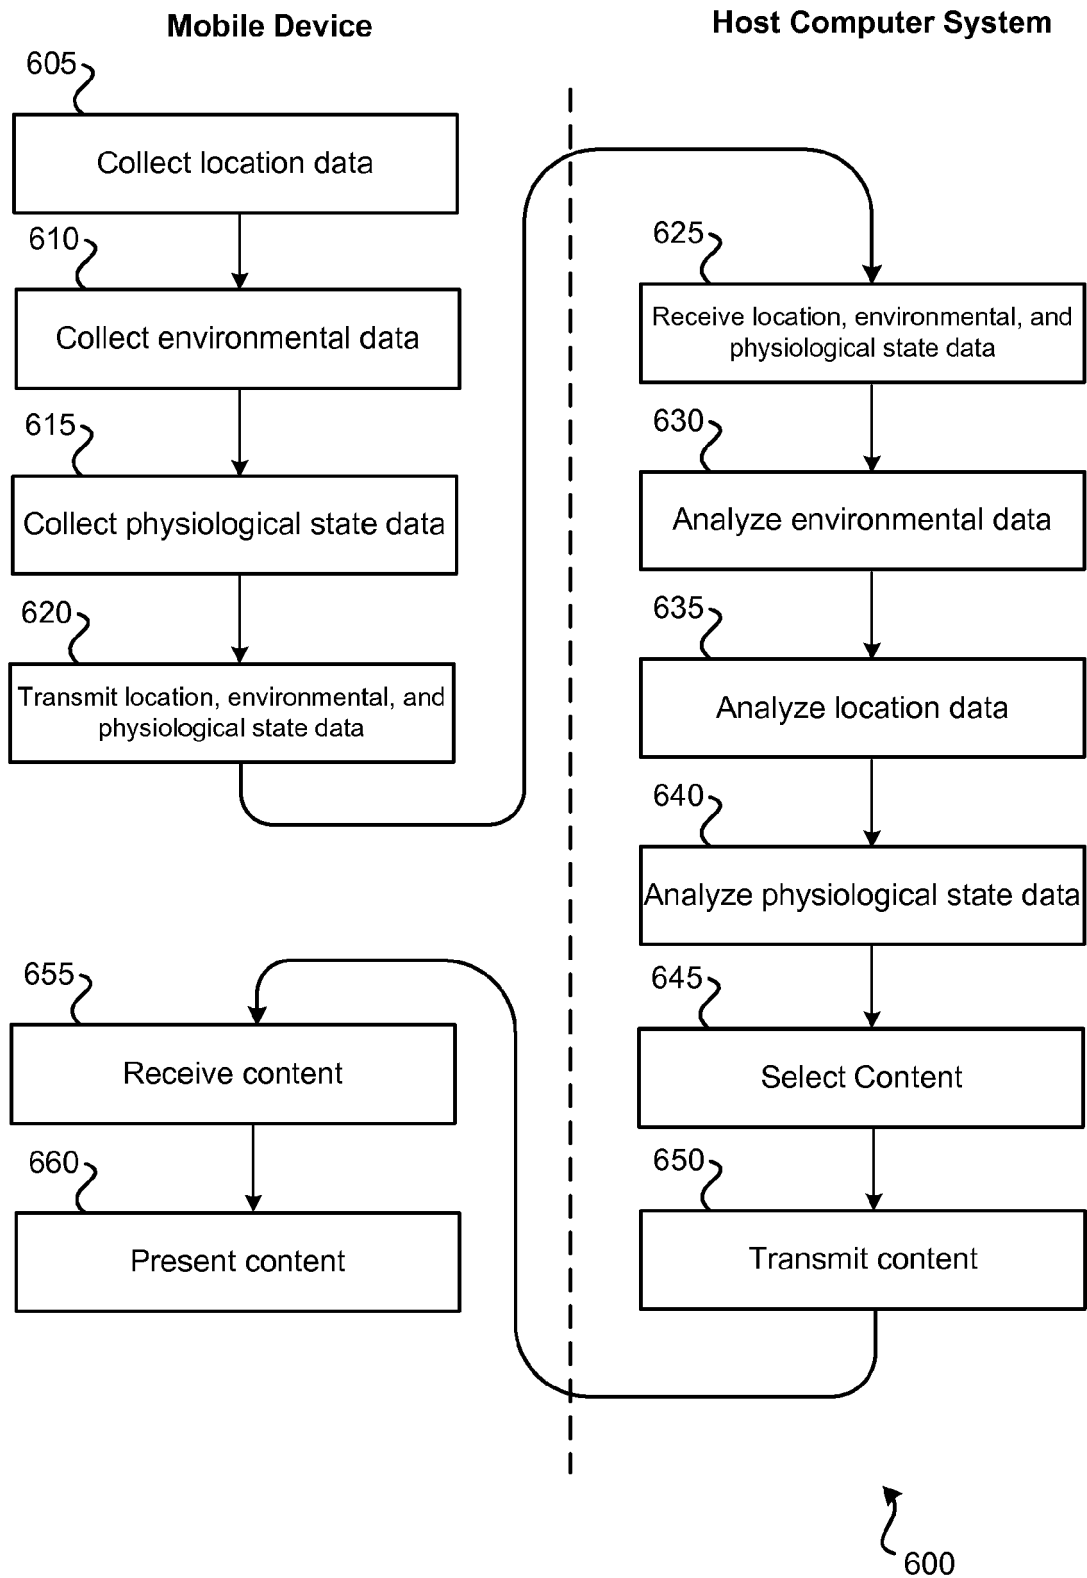 Mobile Device
605
Collect location data
610
Collect environmental data
615
Collect physiological state data
620
Transmit location, environmental, and
physiological state data
655
Receive content
660
Present content
Host Computer System
625
Receive location, environmental, and
physiological state data
630
Analyze environmental data
635
Analyze location data
640
Analyze physiological state data
645
Select Content
650
Transmit content
600